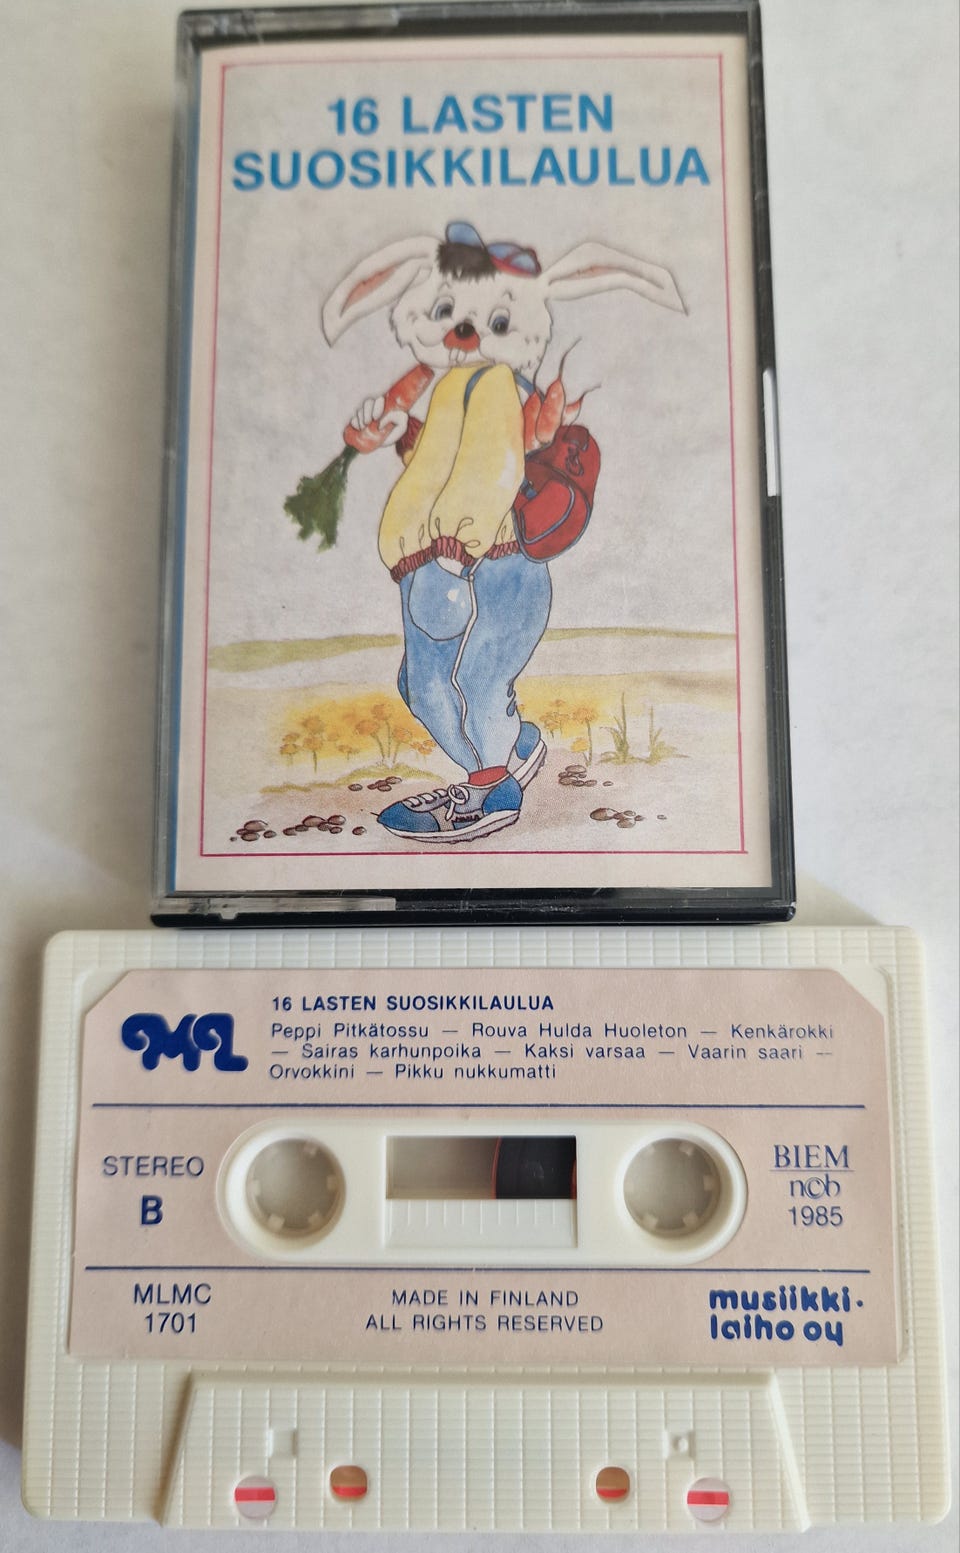 16 LASTEN
SUOSIKKILAULUA
ML
16 LASTEN SUOSIKKILAULUA
Peppi Pitkätossu — Rouva Hulda Huoleton — Kenkärokki
— Sairas karhunpoika — Kaksi varsaa — Vaarin saari —
Orvokkini — Pikku nukkumatti
STEREO
B
BIEM
n©b
1985
MLMC
1701
MADE IN FINLAND
ALL RIGHTS RESERVED
musiikki-
laiho oy